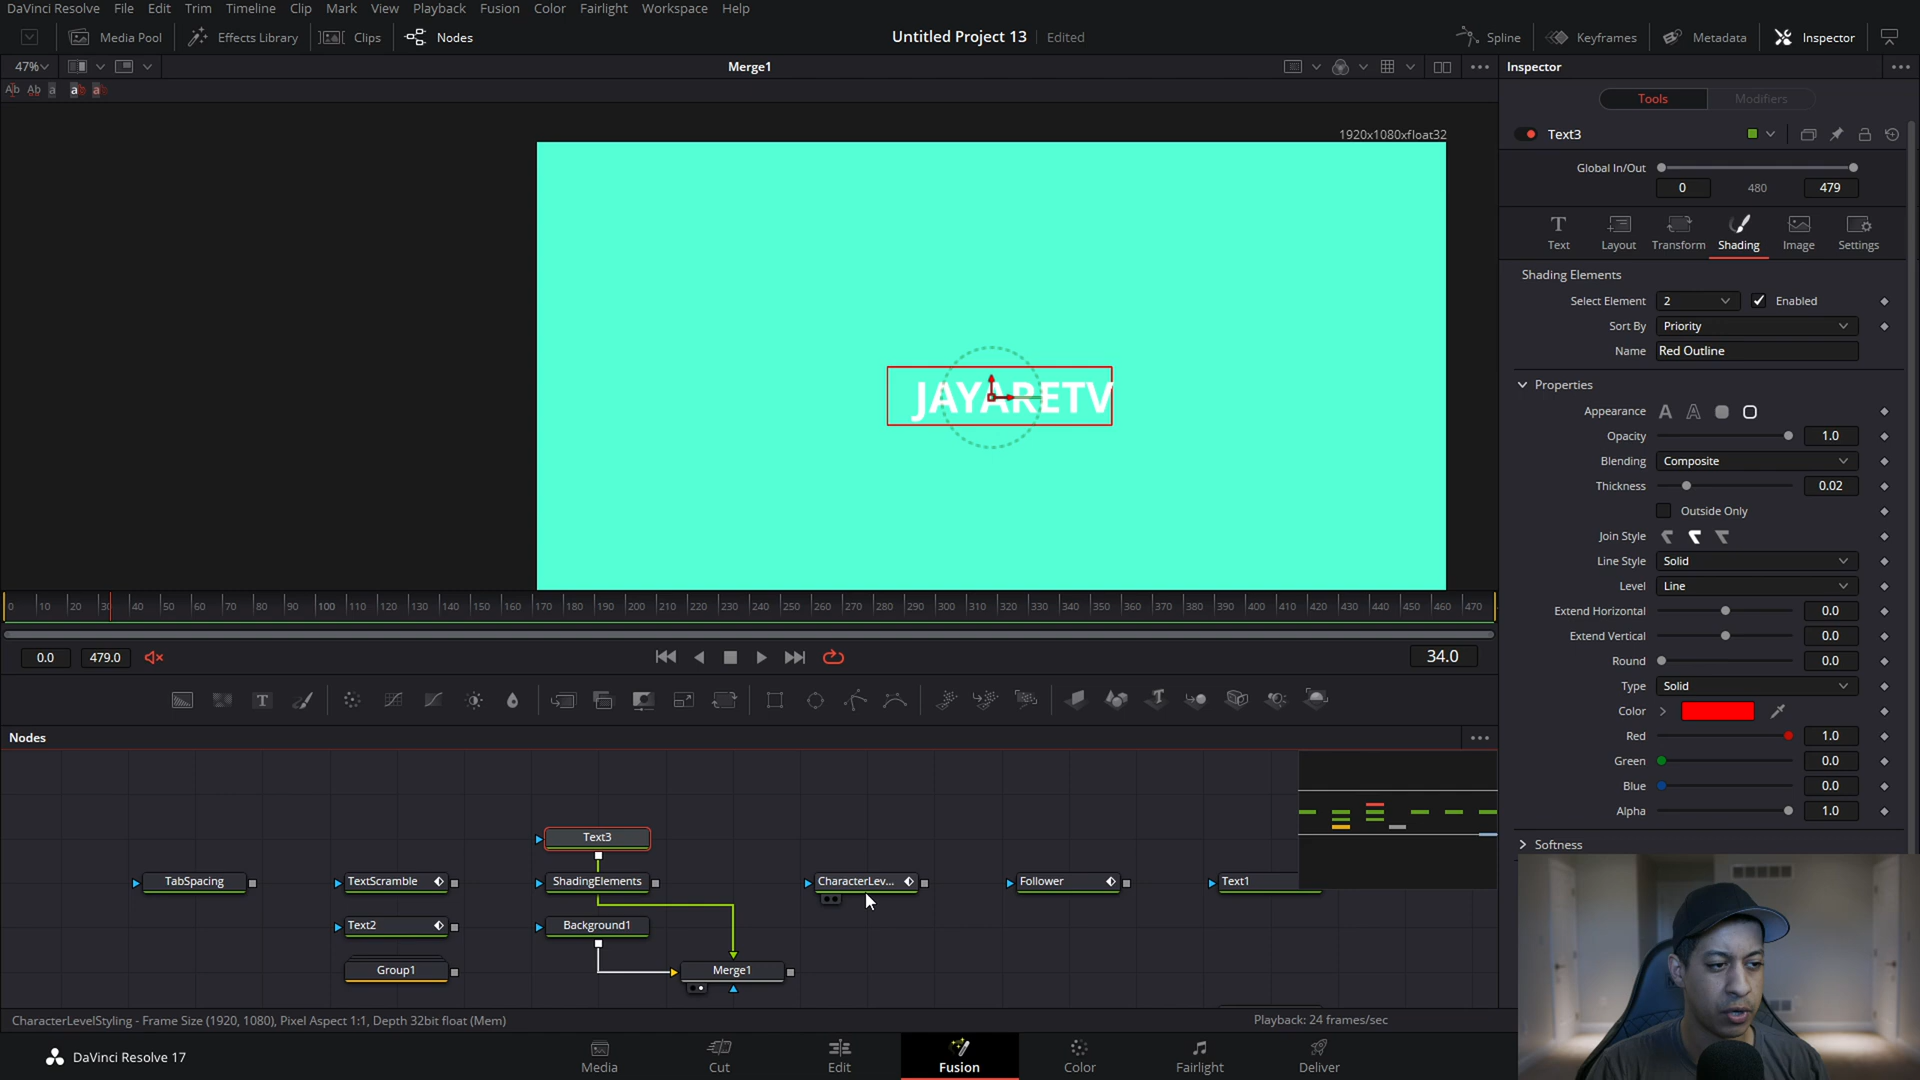 DaVinci Resolve File Edit Trim Timeline Clip Mark View Playback Fusion Color Fairlight Workspace Help
Media Pool Effects Library Clips Nodes Untitled Project 13 Edited Spline Keyframes Metadata Inspector
47% Merge1 Inspector
Tools Modifiers
1920x1080xfloat32
Text3
Global In/Out
0 480 479
Text Layout Transform Shading Image Settings
Shading Elements
Select Element 2 Enabled
Sort By Priority
Name Red Outline
JAYARETV
Properties
Appearance
Opacity 1.0
Blending Composite
Thickness 0.02
Outside Only
Join Style
Line Style Solid
Level Line
Extend Horizontal 0.0
Extend Vertical 0.0
Round 0.0
Type Solid
Color
Red 1.0
Green 0.0
Blue 0.0
Alpha 1.0
Softness
0 10 20 30 40 50 60 70 80 90 100 110 120 130 140 150 160 170 180 190 200 210 220 230 240 250 260 270 280 290 300 310 320 330 340 350 360 370 380 390 400 410 420 430 440 450 460 470
0.0 479.0 34.0
Nodes
Text3
TabSpacing TextScramble ShadingElements CharacterLev... Follower Text1
Text2 Background1
Group1 Merge1
CharacterLevelStyling - Frame Size (1920, 1080), Pixel Aspect 1:1, Depth 32bit float (Mem) Playback: 24 frames/sec
DaVinci Resolve 17 Media Cut Edit Fusion Color Fairlight Deliver